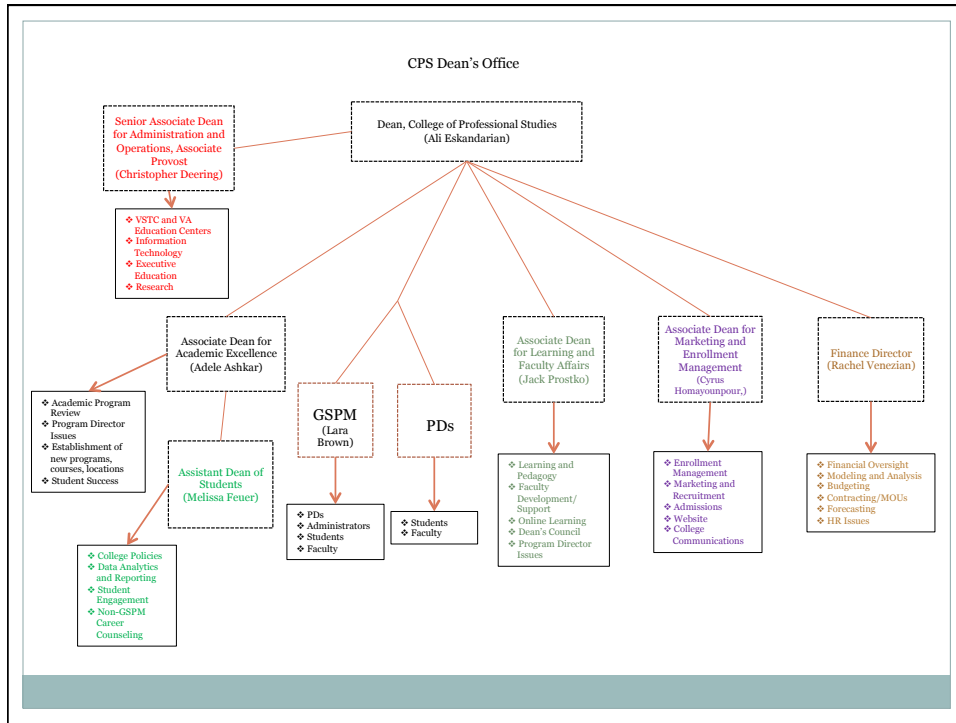 CPS Dean's Office
Dean, College of Professional Studies
(Ali Eskandarian)
Senior Associate Dean
for Administration and
Operations, Associate
Provost
(Christopher Deering)
❖ VSTC and VA
Education Centers
❖ Information
Technology
❖ Executive
Education
❖ Research
Associate Dean for
Academic Excellence
(Adele Ashkar)
❖ Academic Program
Review
❖ Program Director
Issues
❖ Establishment of
new programs,
courses, locations
❖ Student Success
Assistant Dean of
Students
(Melissa Feuer)
❖ College Policies
❖ Data Analytics
and Reporting
❖ Student
Engagement
❖ Non-GSPM
Career
Counseling
GSPM
(Lara
Brown)
❖ PDs
❖ Administrators
❖ Students
❖ Faculty
PDs
❖ Students
❖ Faculty
Associate Dean
for Learning and
Faculty Affairs
(Jack Prostko)
❖ Learning and
Pedagogy
❖ Faculty
Development/
Support
❖ Online Learning
❖ Dean's Council
❖ Program Director
Issues
Associate Dean for
Marketing and
Enrollment
Management
(Cyrus
Homayounpour,)
❖ Enrollment
Management
❖ Marketing and
Recruitment
❖ Admissions
❖ Website
❖ College
Communications
Finance Director
(Rachel Venezian)
❖ Financial Oversight
❖ Modeling and Analysis
❖ Budgeting
❖ Contracting/MOUs
❖ Forecasting
❖ HR Issues